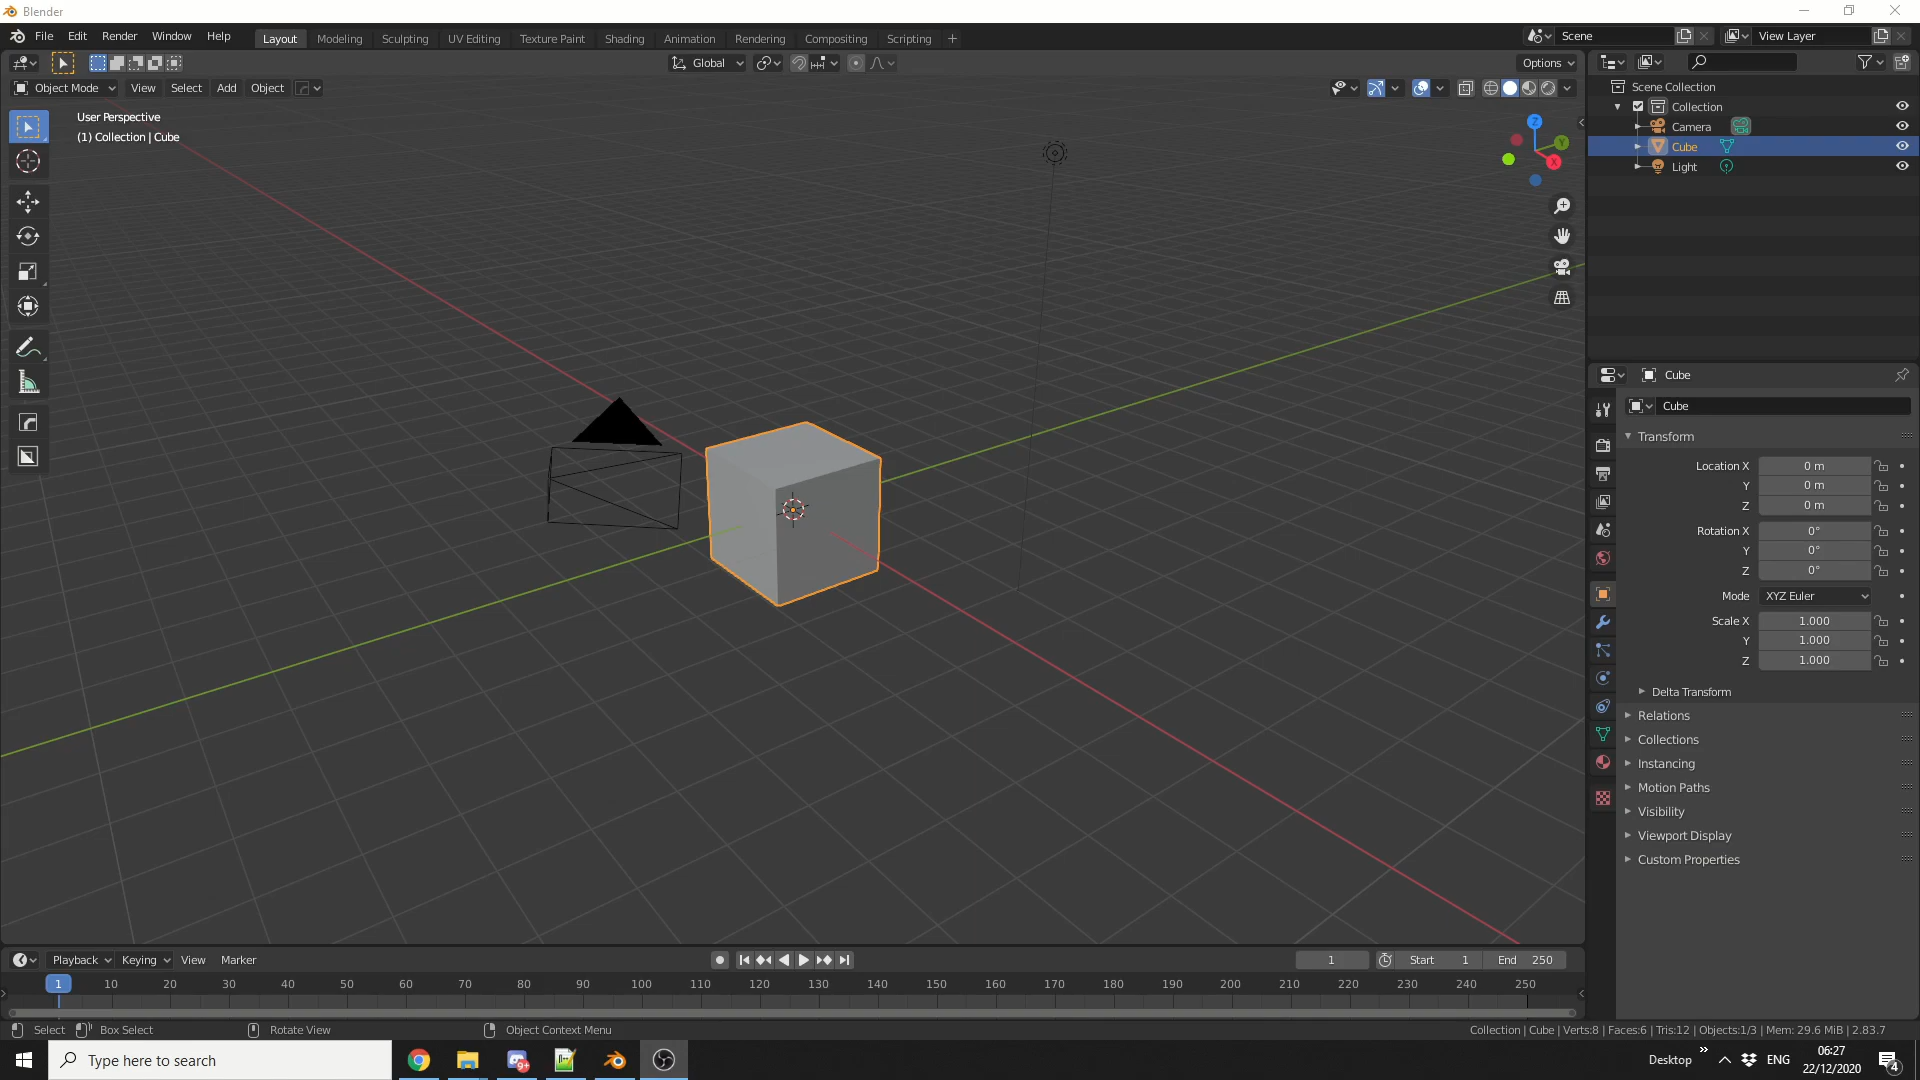 Blender
File Edit Render Window Help
Layout Modeling Sculpting UV Editing Texture Paint Shading Animation Rendering Compositing Scripting +
Scene
View Layer
Global
Options
Object Mode View Select Add Object
User Perspective
(1) Collection | Cube
Z
Y
X
Scene Collection
Collection
Camera
Cube
Light
Cube
Cube
Transform
Location X 0 m
Y 0 m
Z 0 m
Rotation X 0°
Y 0°
Z 0°
Mode XYZ Euler
Scale X 1.000
Y 1.000
Z 1.000
Delta Transform
Relations
Collections
Instancing
Motion Paths
Visibility
Viewport Display
Custom Properties
Playback Keying View Marker
1 Start 1 End 250
1 10 20 30 40 50 60 70 80 90 100 110 120 130 140 150 160 170 180 190 200 210 220 230 240 250
Select Box Select Rotate View Object Context Menu
Collection | Cube | Verts:8 | Faces:6 | Tris:12 | Objects:1/3 | Mem: 29.6 MiB | 2.83.7
Type here to search
9+
Desktop
ENG
06:27
22/12/2020
4